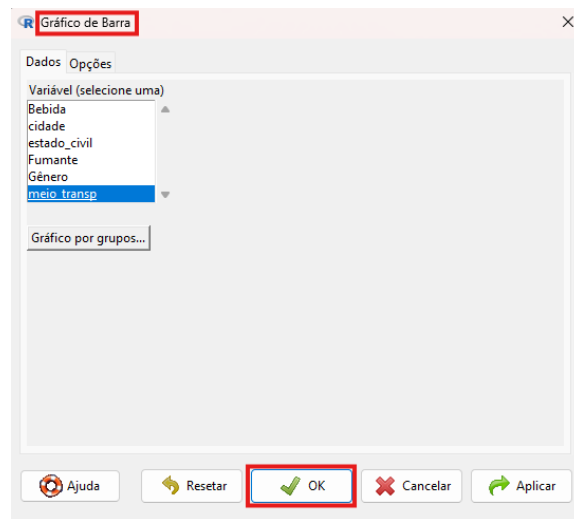 Gráfico de Barra
Dados Opções
Variável (selecione uma)
Bebida
cidade
estado_civil
Fumante
Gênero
meio_transp
Gráfico por grupos...
Ajuda Resetar OK Cancelar Aplicar